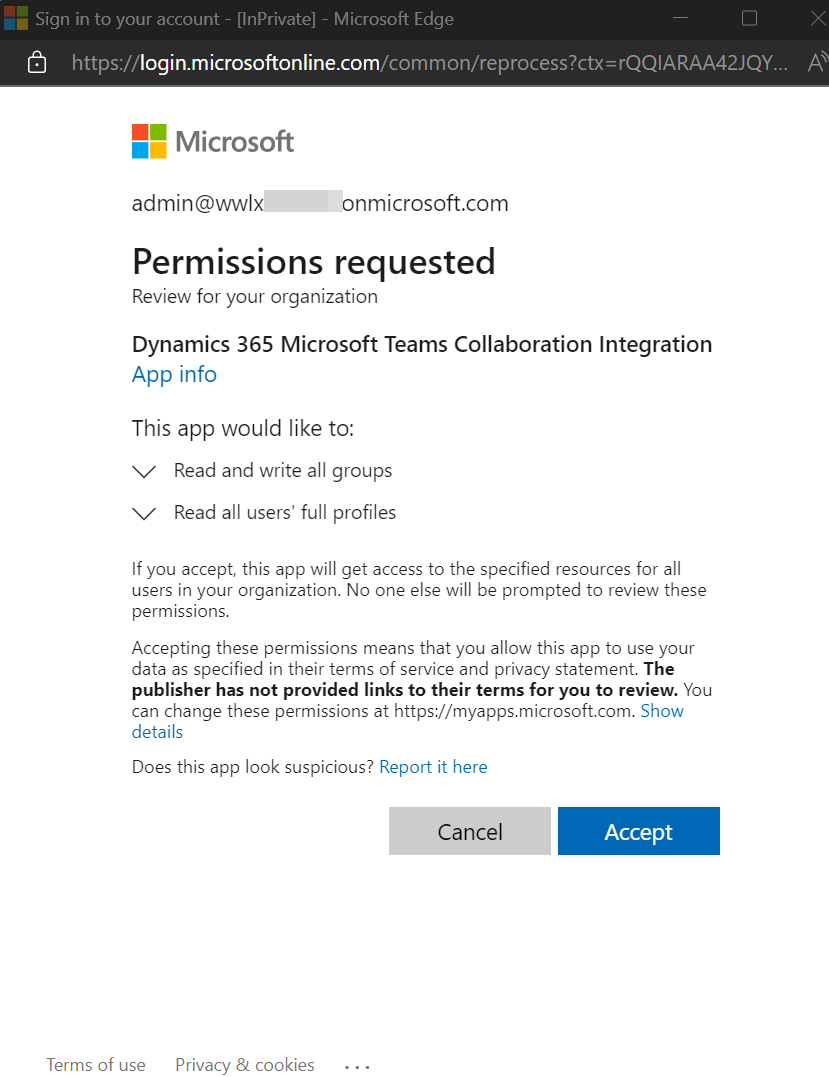 Sign in to your account - [InPrivate] - Microsoft Edge
https://login.microsoftonline.com/common/reprocess?ctx=rQQIARAA42JQY... A
Microsoft
admin@wwlx onmicrosoft.com
Permissions requested
Review for your organization
Dynamics 365 Microsoft Teams Collaboration Integration
App info
This app would like to:
Read and write all groups
Read all users' full profiles
If you accept, this app will get access to the specified resources for all
users in your organization. No one else will be prompted to review these
permissions.
Accepting these permissions means that you allow this app to use your
data as specified in their terms of service and privacy statement. The
publisher has not provided links to their terms for you to review. You
can change these permissions at https://myapps.microsoft.com. Show
details
Does this app look suspicious? Report it here
Cancel Accept
Terms of use Privacy & cookies ...